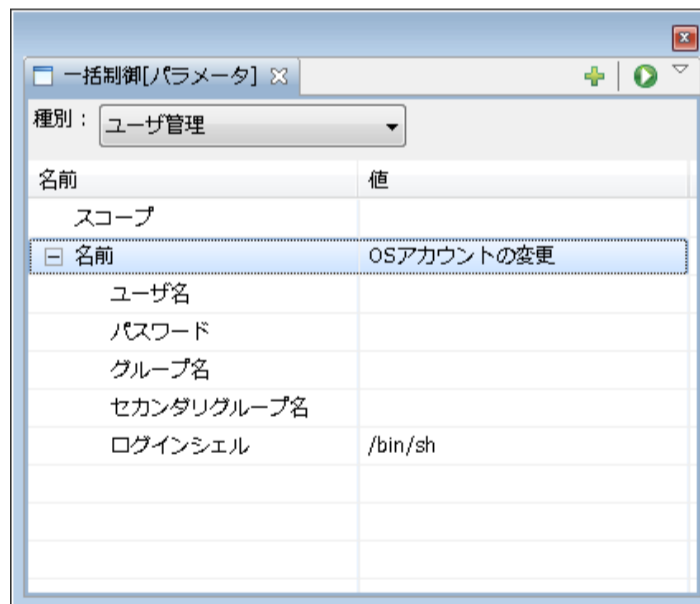 一括制御[パラメータ]
種別： ユーザ管理
名前 値
スコープ
名前 OSアカウントの変更
ユーザ名
パスワード
グループ名
セカンダリグループ名
ログインシェル /bin/sh